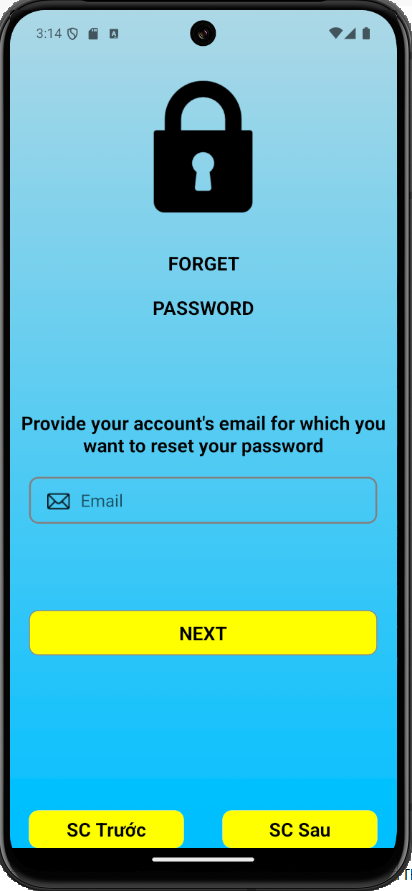 3:14
FORGET
PASSWORD
Provide your account's email for which you
want to reset your password
Email
NEXT
SC Trước
SC Sau